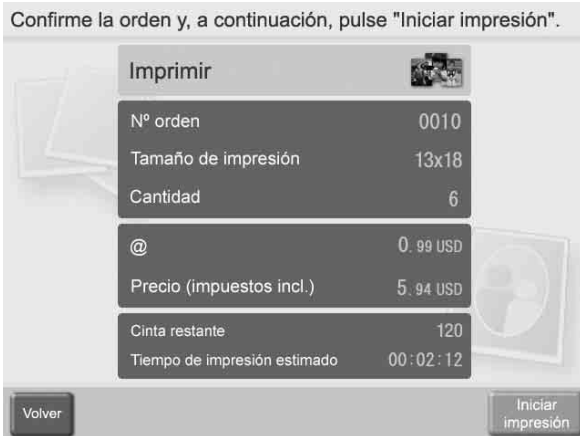 Confirme la orden y, a continuación, pulse "Iniciar impresión".
Imprimir
Nº orden 0010
Tamaño de impresión 13x18
Cantidad 6
@ 0.99 USD
Precio (impuestos incl.) 5.94 USD
Cinta restante 120
Tiempo de impresión estimado 00:02:12
Volver
Iniciar
impresión